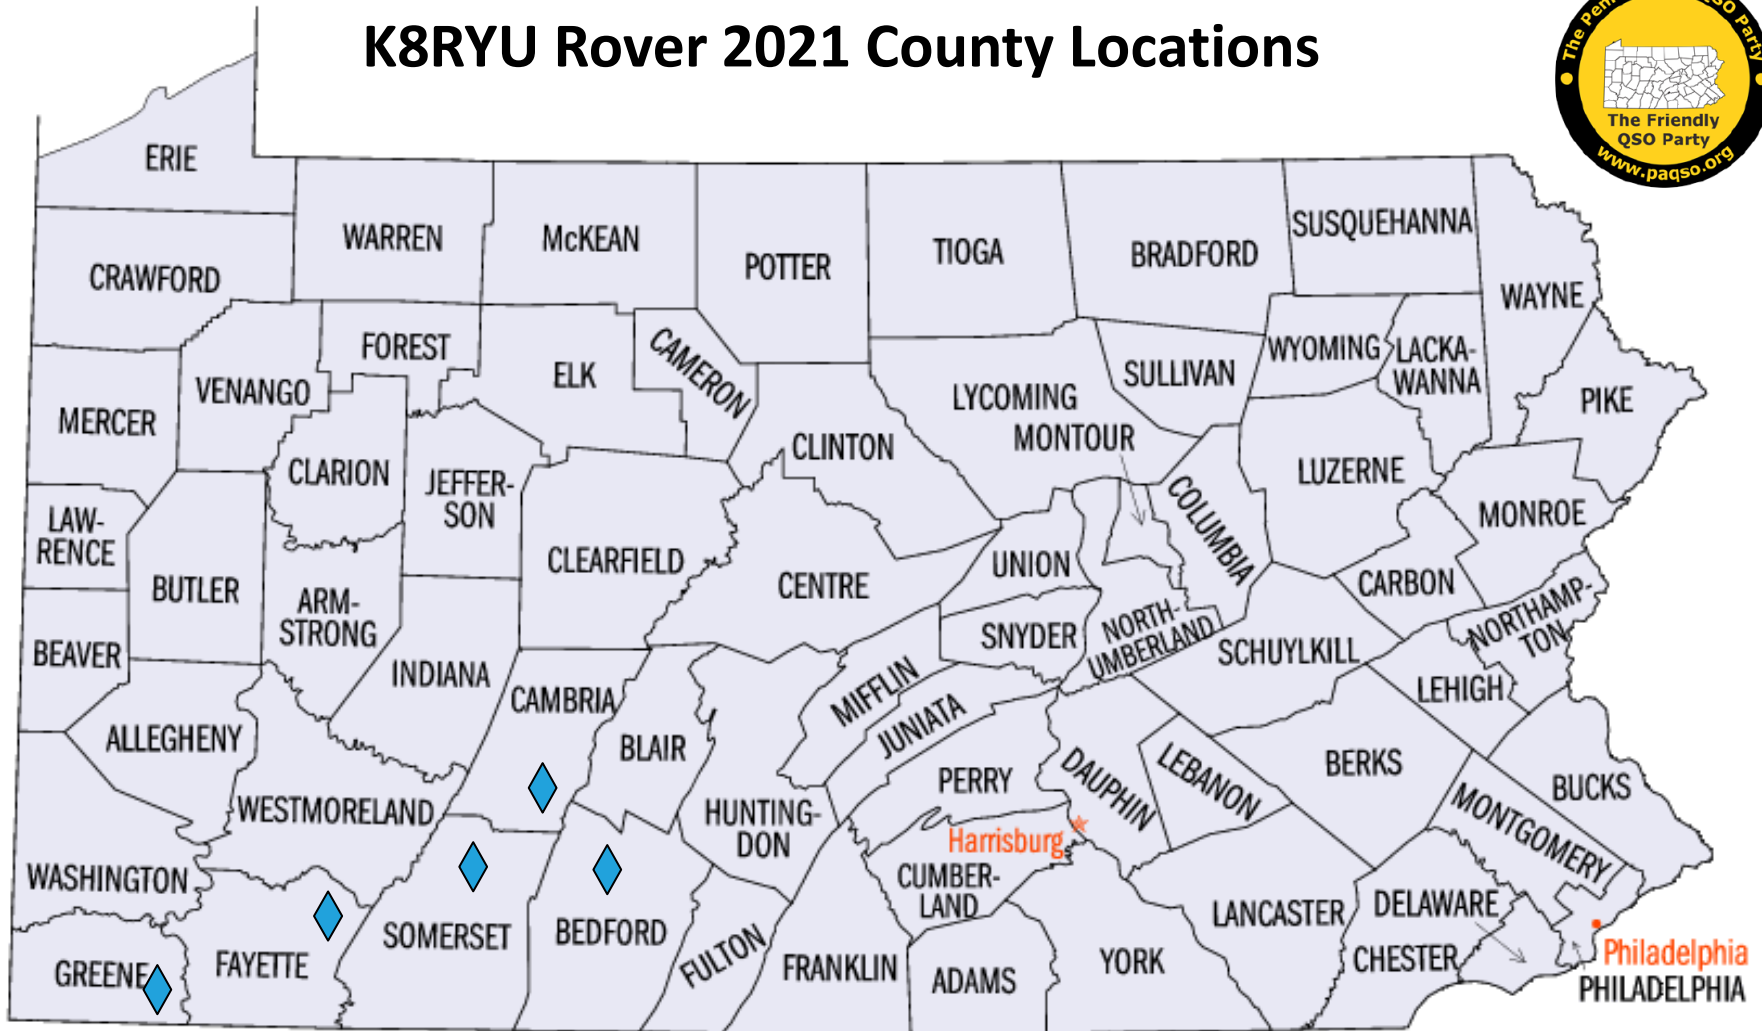 K8RYU Rover 2021 County Locations
The Friendly
QSO Party
www.paqso.org
ERIE
WARREN
McKEAN
POTTER
TIOGA
BRADFORD
SUSQUEHANNA
WAYNE
CRAWFORD
FOREST
ELK
CAMERON
SULLIVAN
WYOMING
LACKA-
WANNA
PIKE
VENANGO
MERCER
LYCOMING
MONTOUR
CLINTON
CLARION
JEFFER-
SON
LUZERNE
COLUMBIA
MONROE
LAW-
RENCE
BUTLER
ARM-
STRONG
CLEARFIELD
CENTRE
UNION
CARBON
NORTHAMP-
TON
BEAVER
INDIANA
CAMBRIA
SNYDER
NORTH-
UMBERLAND
SCHUYLKILL
LEHIGH
MIFFLIN
JUNIATA
ALLEGHENY
BLAIR
PERRY
DAUPHIN
LEBANON
BERKS
BUCKS
MONTGOMERY
WESTMORELAND
HUNTING-
DON
Harrisburg
WASHINGTON
CUMBER-
LAND
LANCASTER
DELAWARE
SOMERSET
BEDFORD
FULTON
FRANKLIN
ADAMS
YORK
CHESTER
Philadelphia
PHILADELPHIA
GREENE
FAYETTE